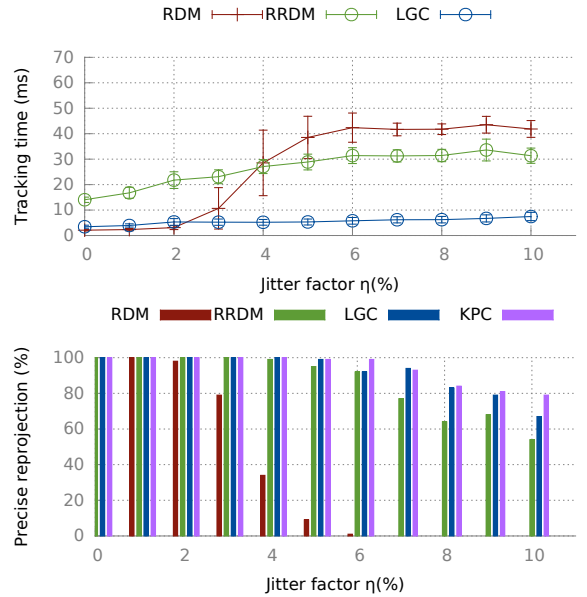 RDM RRDM LGC
70
60
50
40
30
20
10
0
Tracking time (ms)
0 2 4 6 8 10
Jitter factor η(%)
RDM RRDM LGC KPC
100
80
60
40
20
0
Precise reprojection (%)
0 2 4 6 8 10
Jitter factor η(%)